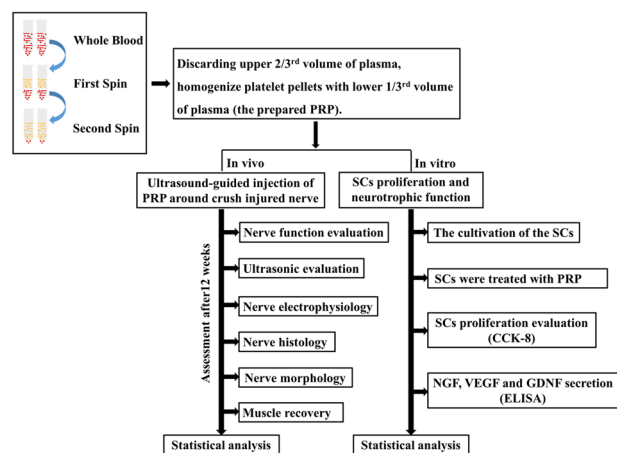 Whole Blood
First Spin
Second Spin
Discarding upper 2/3rd volume of plasma,
homogenize platelet pellets with lower 1/3rd volume
of plasma (the prepared PRP).
In vivo
In vitro
Ultrasound-guided injection of
PRP around crush injured nerve
SCs proliferation and
neurotrophic function
Assessment after12 weeks
Nerve function evaluation
Ultrasonic evaluation
Nerve electrophysiology
Nerve histology
Nerve morphology
Muscle recovery
Statistical analysis
The cultivation of the SCs
SCs were treated with PRP
SCs proliferation evaluation
(CCK-8)
NGF, VEGF and GDNF secretion
(ELISA)
Statistical analysis